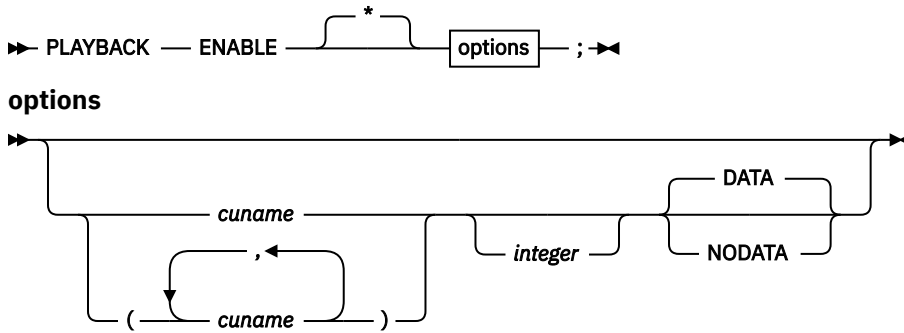 *
PLAYBACK ENABLE options ;
options
DATA
cuname
, integer NODATA
( cuname )